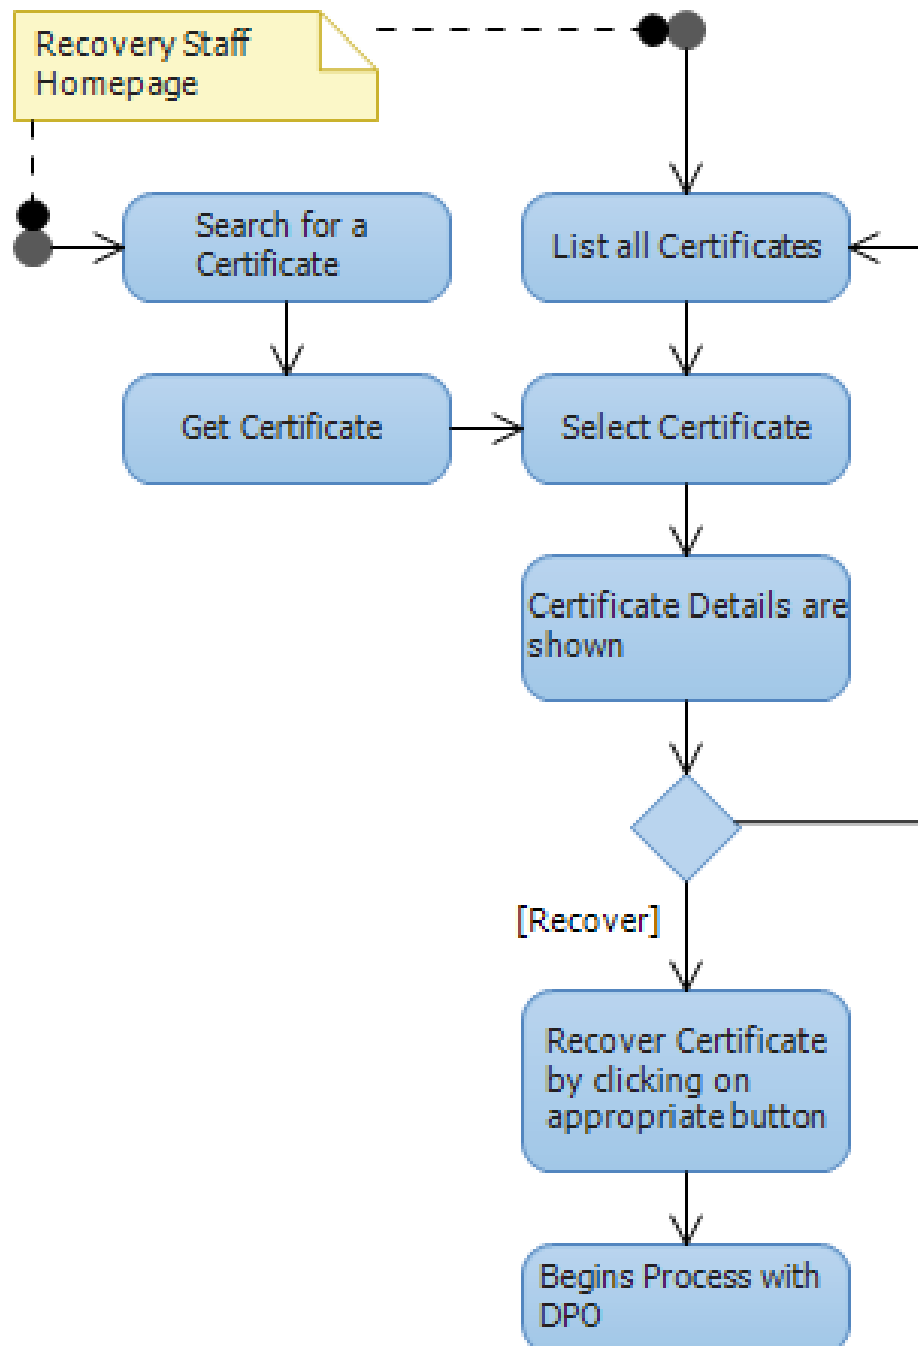 Recovery Staff
Homepage
Search for a
Certificate
List all Certificates
Get Certificate
Select Certificate
Certificate Details are
shown
[Recover]
Recover Certificate
by clicking on
appropriate button
Begins Process with
DPO